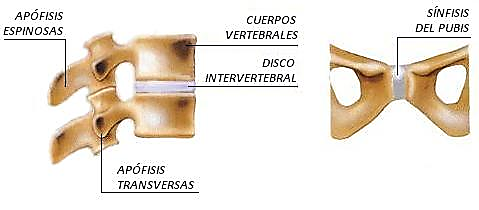 APÓFISIS
ESPINOSAS
CUERPOS
VERTEBRALES
DISCO
INTERVERTEBRAL
APÓFISIS
TRANSVERSAS
SÍNFISIS
DEL PUBIS